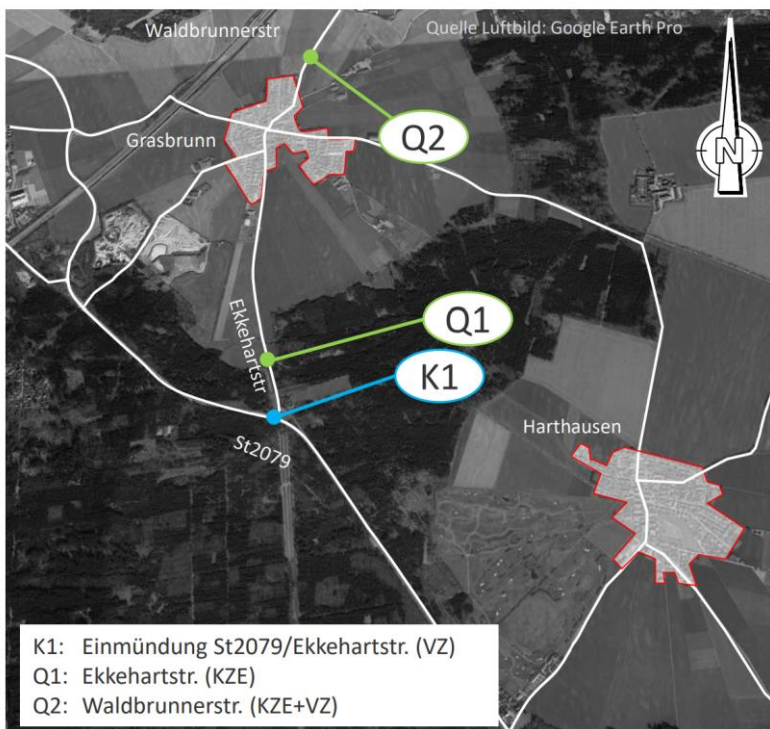 Waldbrunnerstr
Quelle Luftbild: Google Earth Pro
Q2
N
Grasbrunn
Ekkehartstr
Q1
K1
Harthausen
St2079
K1: Einmündung St2079/Ekkehartstr. (VZ)
Q1: Ekkehartstr. (KZE)
Q2: Waldbrunnerstr. (KZE+VZ)